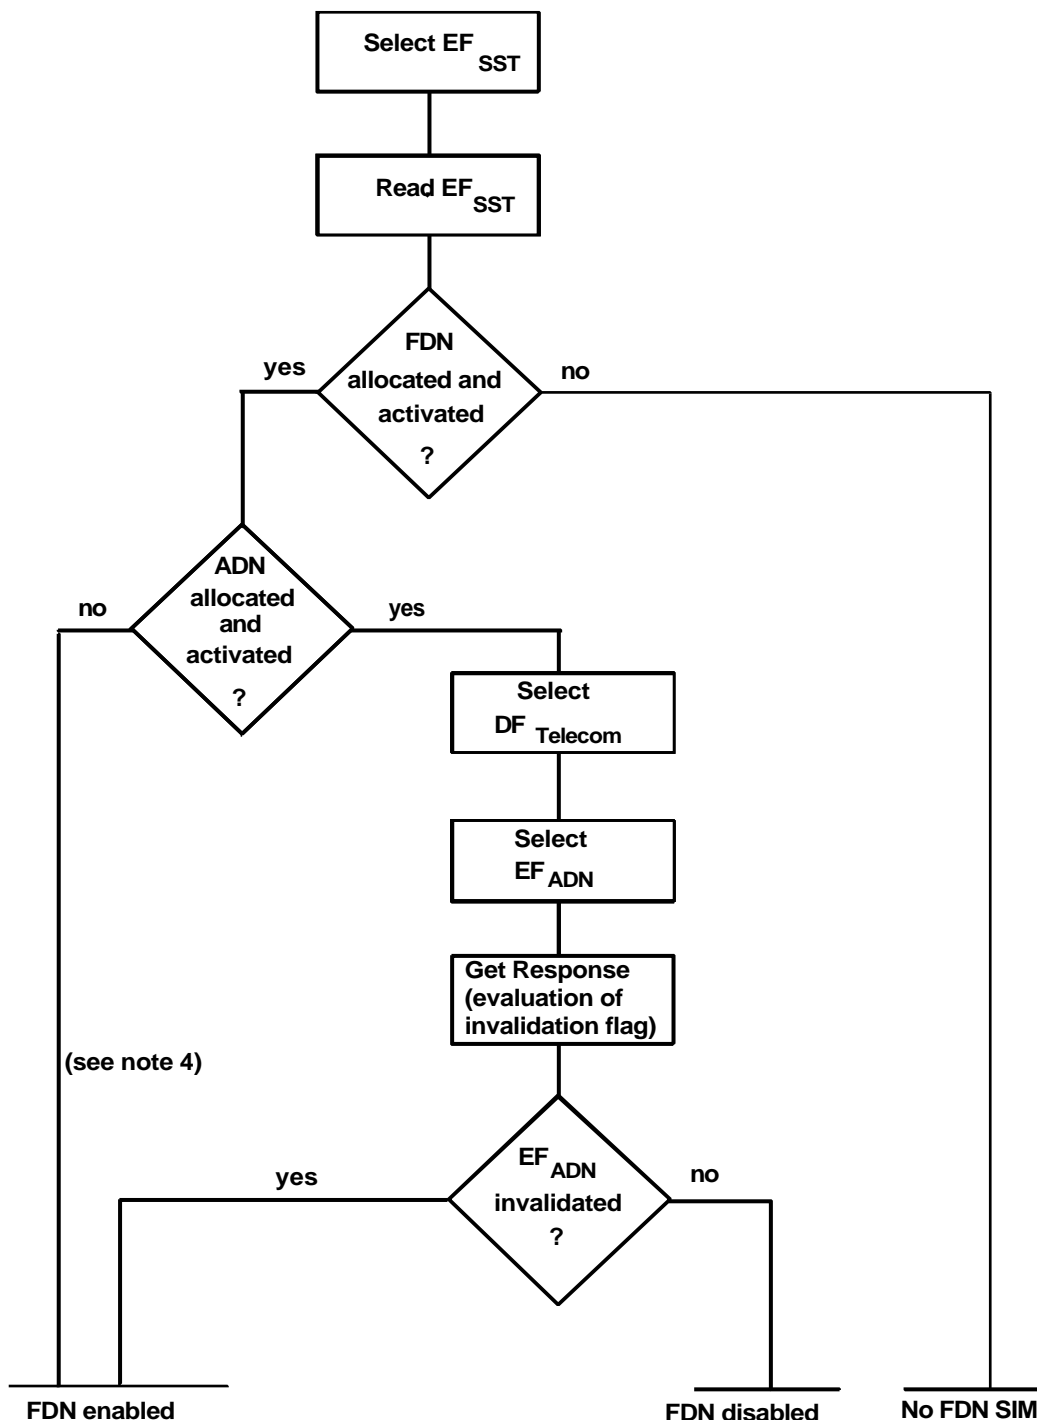 Select EF SST
Read EF SST
FDN
allocated and
activated
?
yes
no
ADN
allocated
and
activated
?
no
yes
Select
DF Telecom
Select
EF ADN
Get Response
(evaluation of
invalidation flag)
(see note 4)
EF ADN
invalidated
?
yes
no
FDN enabled
FDN disabled
No FDN SIM